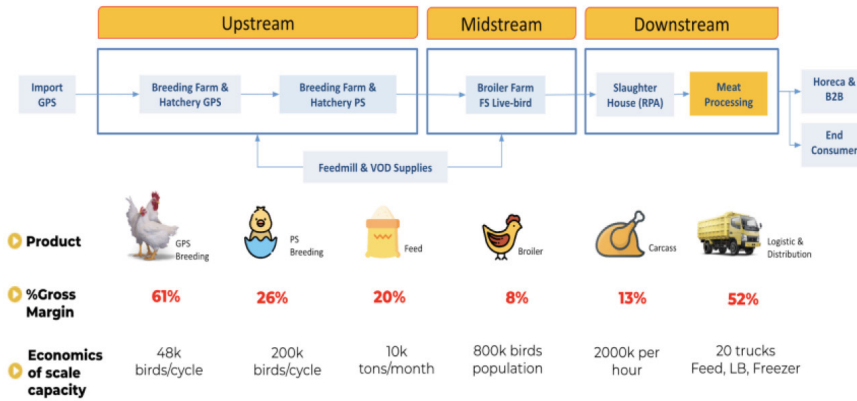 Upstream
Midstream
Downstream
Import
GPS
Breeding Farm &
Hatchery GPS
Breeding Farm &
Hatchery PS
Broiler Farm
FS Live-bird
Slaughter
House (RPA)
Meat
Processing
Horeca &
B2B
End
Consumer
Feedmill & VOD Supplies
Product
GPS
Breeding
PS
Breeding
Feed
Broiler
Carcass
Logistic &
Distribution
%Gross
Margin
61%
26%
20%
8%
13%
52%
Economics
of scale
capacity
48k
birds/cycle
200k
birds/cycle
10k
tons/month
800k birds
population
2000k per
hour
20 trucks
Feed, LB, Freezer